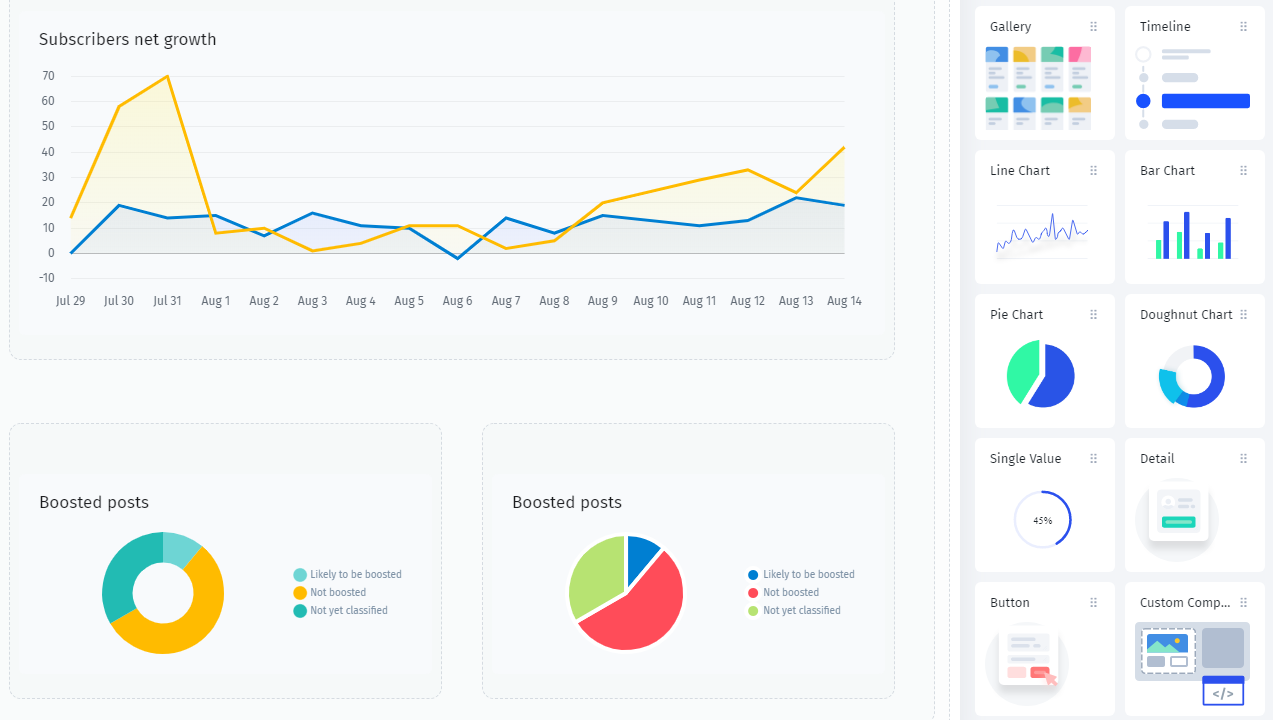 Subscribers net growth
70
60
50
40
30
20
10
0
-10
Jul 29 Jul 30 Jul 31 Aug 1 Aug 2 Aug 3 Aug 4 Aug 5 Aug 6 Aug 7 Aug 8 Aug 9 Aug 10 Aug 11 Aug 12 Aug 13 Aug 14
Boosted posts
Likely to be boosted
Not boosted
Not yet classified
Boosted posts
Likely to be boosted
Not boosted
Not yet classified
Gallery
Timeline
Line Chart
Bar Chart
Pie Chart
Doughnut Chart
Single Value
45%
Detail
Button
Custom Comp...
</>